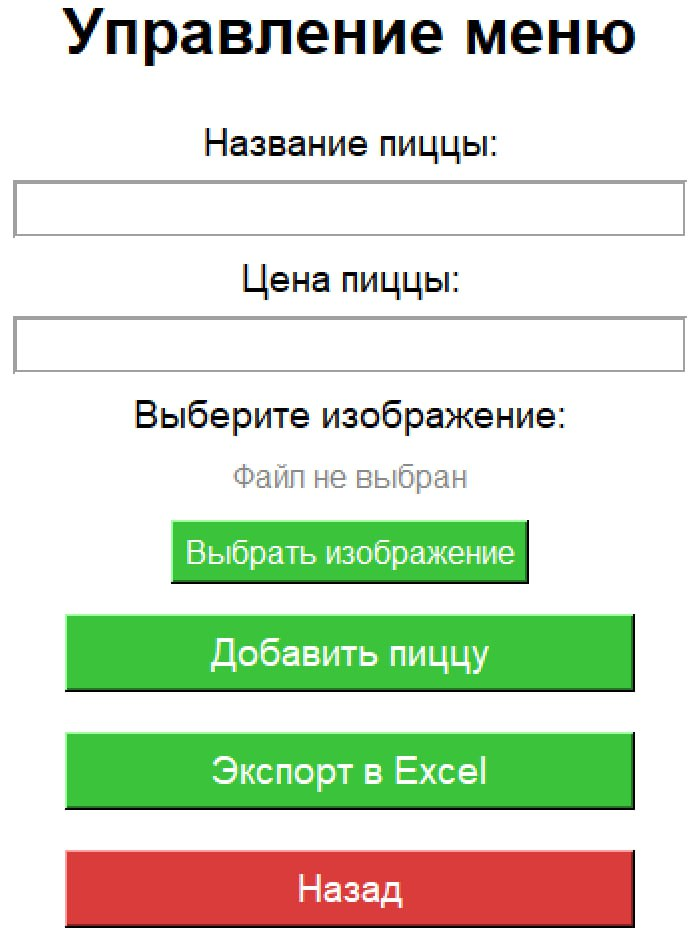 Управление меню
Название пиццы:
Цена пиццы:
Выберите изображение:
Файл не выбран
Выбрать изображение
Добавить пиццу
Экспорт в Excel
Назад